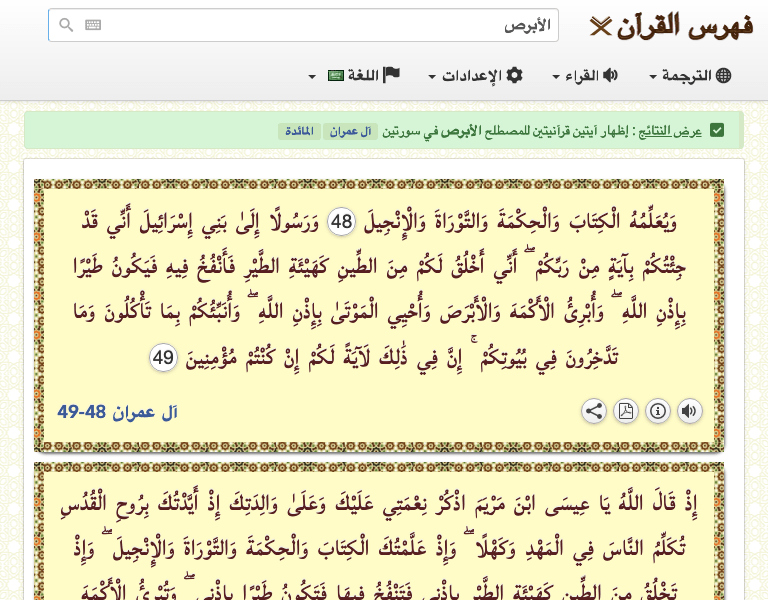 فهرس القرآن
الأبرص
الترجمة القراء الإعدادات اللغة
عرض النتائج : إظهار آيتين قرآنيتين للمصطلح الأبرص في سورتين آل عمران المائدة
وَيُعَلِّمُهُ الْكِتَابَ وَالْحِكْمَةَ وَالتَّوْرَاةَ وَالْإِنْجِيلَ 48 وَرَسُولًا إِلَىٰ بَنِي إِسْرَائِيلَ أَنِّي قَدْ
جِئْتُكُمْ بِآيَةٍ مِنْ رَبِّكُمْ ۖ أَنِّي أَخْلُقُ لَكُمْ مِنَ الطِّينِ كَهَيْئَةِ الطَّيْرِ فَأَنْفُخُ فِيهِ فَيَكُونُ طَيْرًا
بِإِذْنِ اللَّهِ ۖ وَأُبْرِئُ الْأَكْمَهَ وَالْأَبْرَصَ وَأُحْيِي الْمَوْتَىٰ بِإِذْنِ اللَّهِ ۖ وَأُنَبِّئُكُمْ بِمَا تَأْكُلُونَ وَمَا
تَدَّخِرُونَ فِي بُيُوتِكُمْ ۚ إِنَّ فِي ذَٰلِكَ لَآيَةً لَكُمْ إِنْ كُنْتُمْ مُؤْمِنِينَ 49
آل عمران 48-49
إِذْ قَالَ اللَّهُ يَا عِيسَى ابْنَ مَرْيَمَ اذْكُرْ نِعْمَتِي عَلَيْكَ وَعَلَىٰ وَالِدَتِكَ إِذْ أَيَّدْتُكَ بِرُوحِ الْقُدُسِ
تُكَلِّمُ النَّاسَ فِي الْمَهْدِ وَكَهْلًا ۖ وَإِذْ عَلَّمْتُكَ الْكِتَابَ وَالْحِكْمَةَ وَالتَّوْرَاةَ وَالْإِنْجِيلَ ۖ وَإِذْ
تَخْلُقُ مِنَ الطِّينِ كَهَيْئَةِ الطَّيْرِ بِإِذْنِي فَتَنْفُخُ فِيهَا فَتَكُونُ طَيْرًا بِإِذْنِي ۖ وَتُبْرِئُ الْأَكْمَهَ